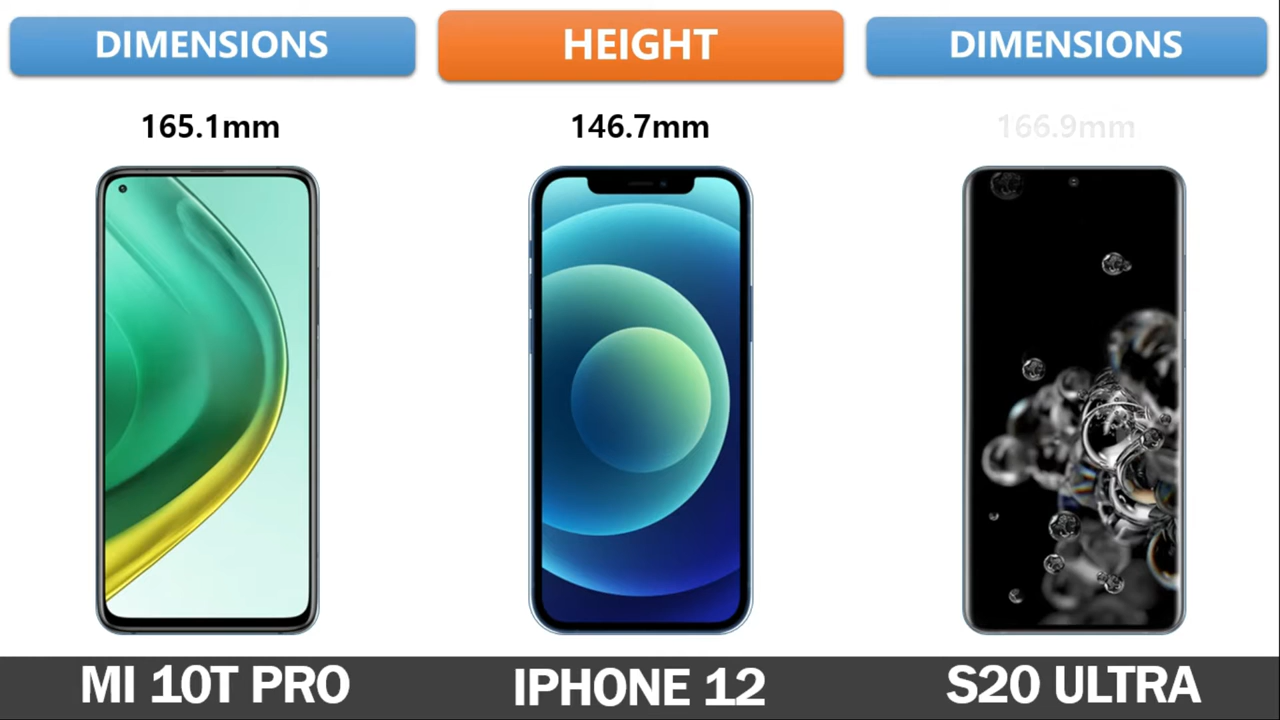 DIMENSIONS
HEIGHT
DIMENSIONS
165.1mm
146.7mm
166.9mm
MI 10T PRO
IPHONE 12
S20 ULTRA